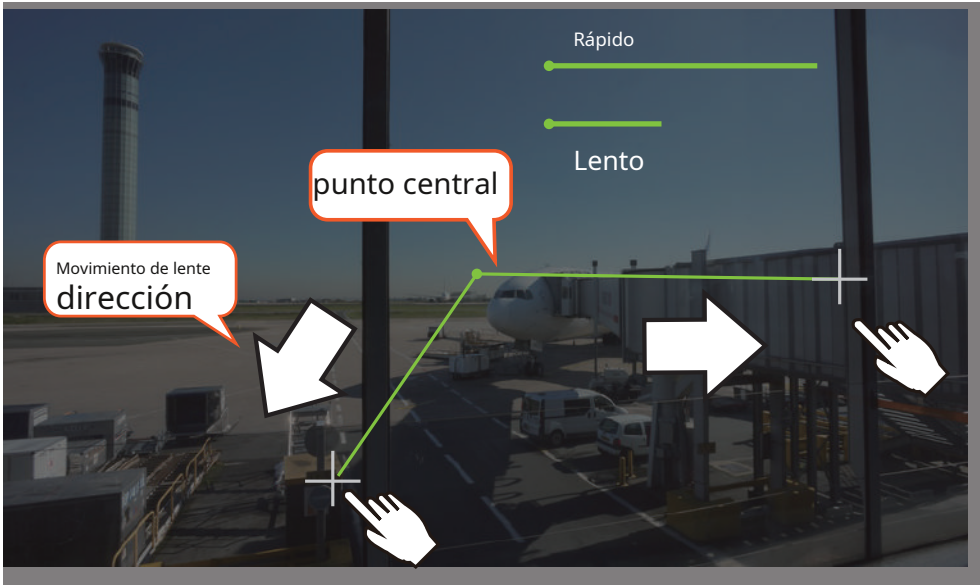 Rápido
Lento
punto central
Movimiento de lente
dirección